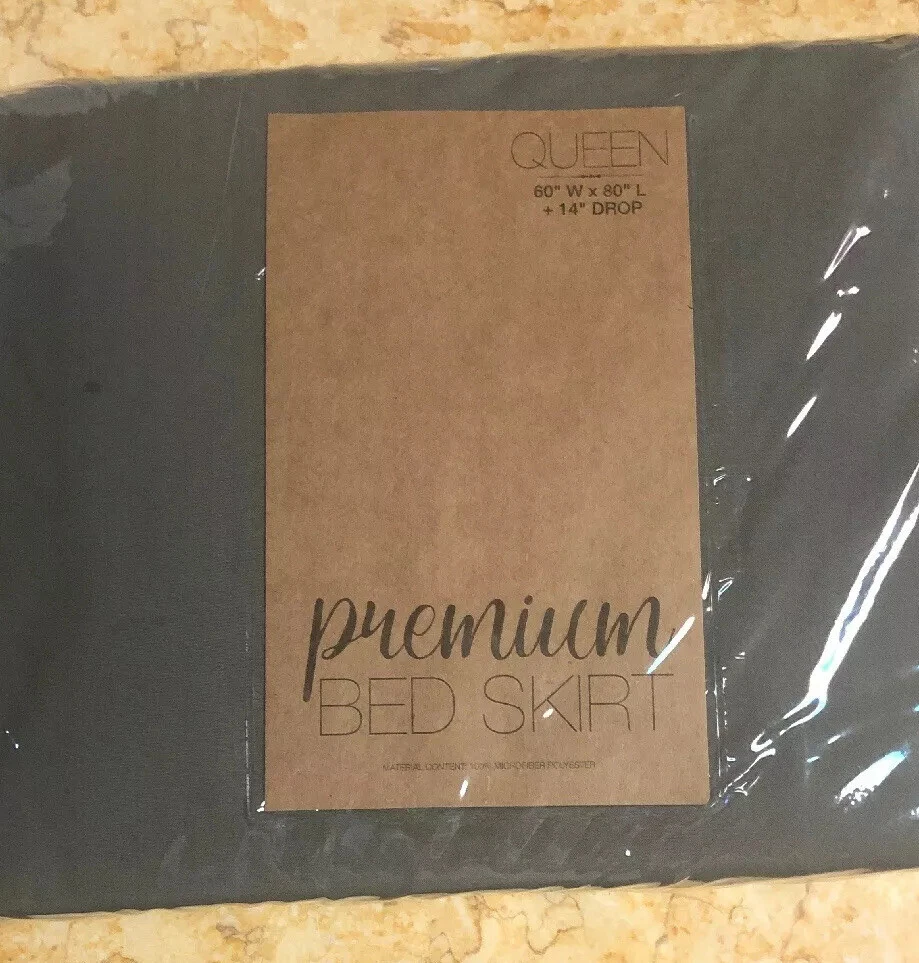 QUEEN
60" W x 80" L
+ 14" DROP
premium
BED SKIRT
MATERIAL CONTENT: 100% MICROFIBER POLYESTER